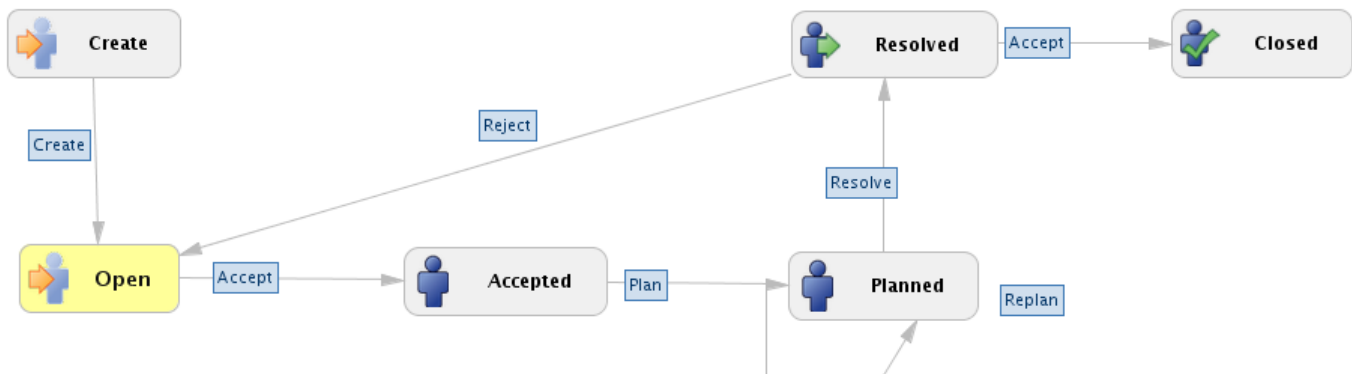 Create
Resolved
Accept
Closed
Reject
Create
Resolve
Open
Accept
Accepted
Plan
Planned
Replan